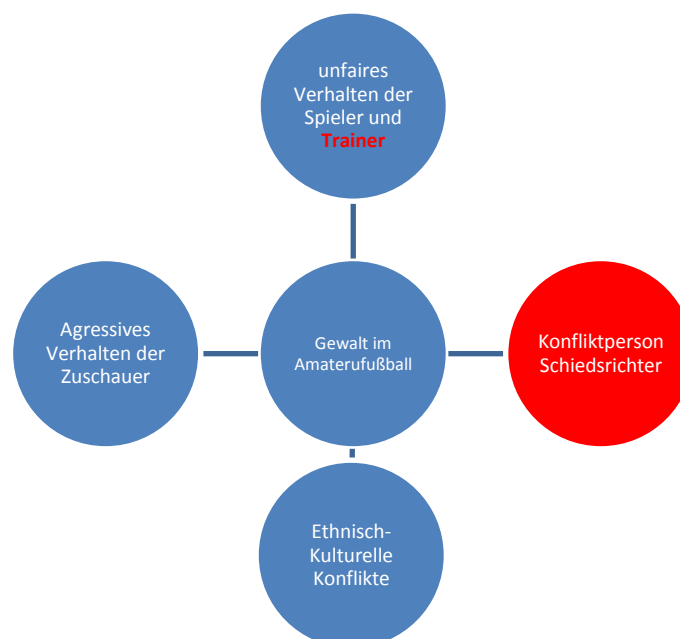 unfaires
Verhalten der
Spieler und
Trainer
Agressives
Verhalten der
Zuschauer
Gewalt im
Amaterufußball
Konfliktperson
Schiedsrichter
Ethnisch-
Kulturelle
Konflikte